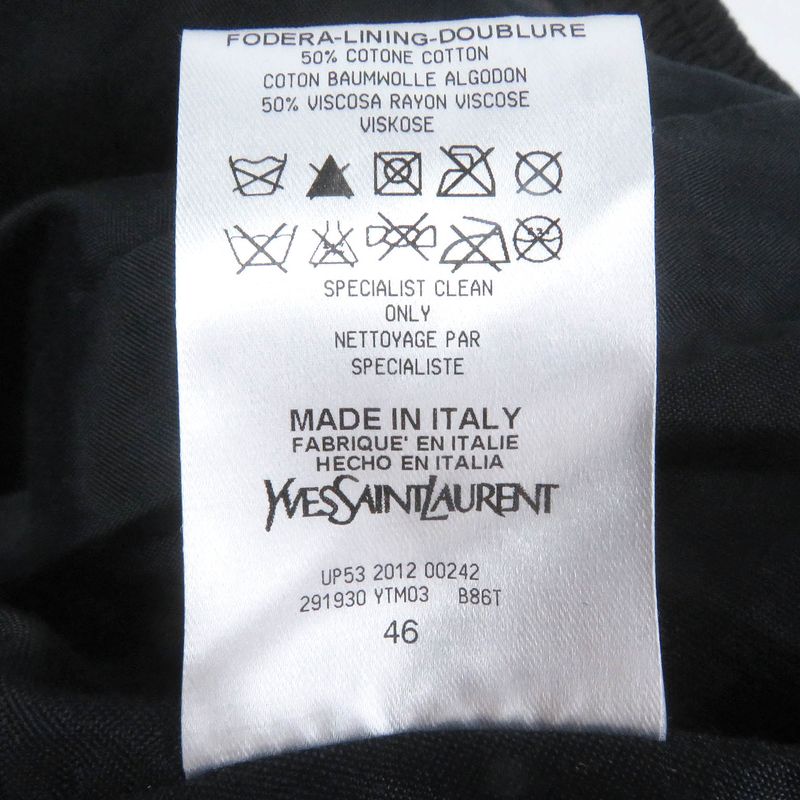 FODERA-LINING-DOUBLURE
50% COTONE COTTON
COTON BAUMWOLLE ALGODON
50% VISCOSA RAYON VISCOSE
VISKOSE
SPECIALIST CLEAN
ONLY
NETTOYAGE PAR
SPECIALISTE
MADE IN ITALY
FABRIQUE' EN ITALIE
HECHO EN ITALIA
YVESSAINTLAURENT
UP53 2012 00242
291930 YTM03 B86T
46